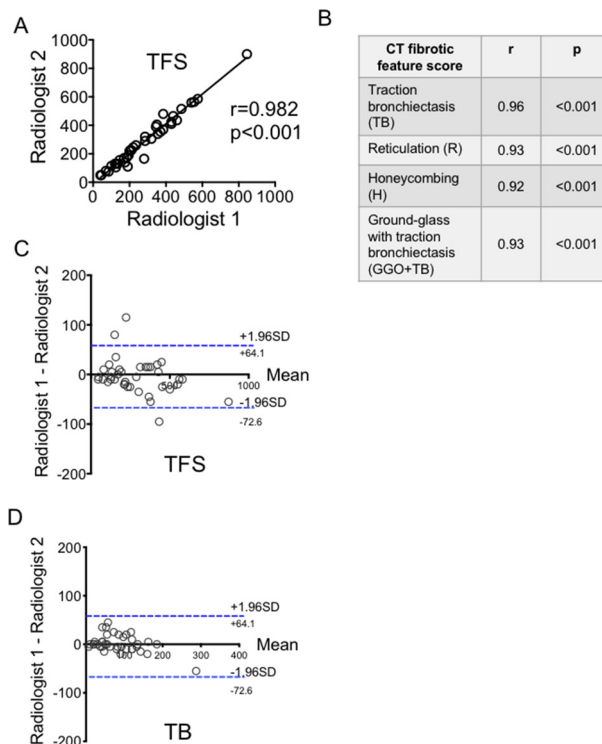 A
TFS
Radiologist 2
1000
800
600
400
200
0
r=0.982
p<0.001
0 200 400 600 800 1000
Radiologist 1
B
CT fibrotic feature score r p
Traction bronchiectasis (TB) 0.96 <0.001
Reticulation (R) 0.93 <0.001
Honeycombing (H) 0.92 <0.001
Ground-glass with traction bronchiectasis (GGO+TB) 0.93 <0.001
C
Radiologist 1 - Radiologist 2
200
100
0
-100
-200
+1.96SD
+64.1
500 1000
Mean
-1.96SD
-72.6
TFS
D
Radiologist 1 - Radiologist 2
200
100
0
-100
-200
+1.96SD
+64.1
100 200 300 400
Mean
-1.96SD
-72.6
TB